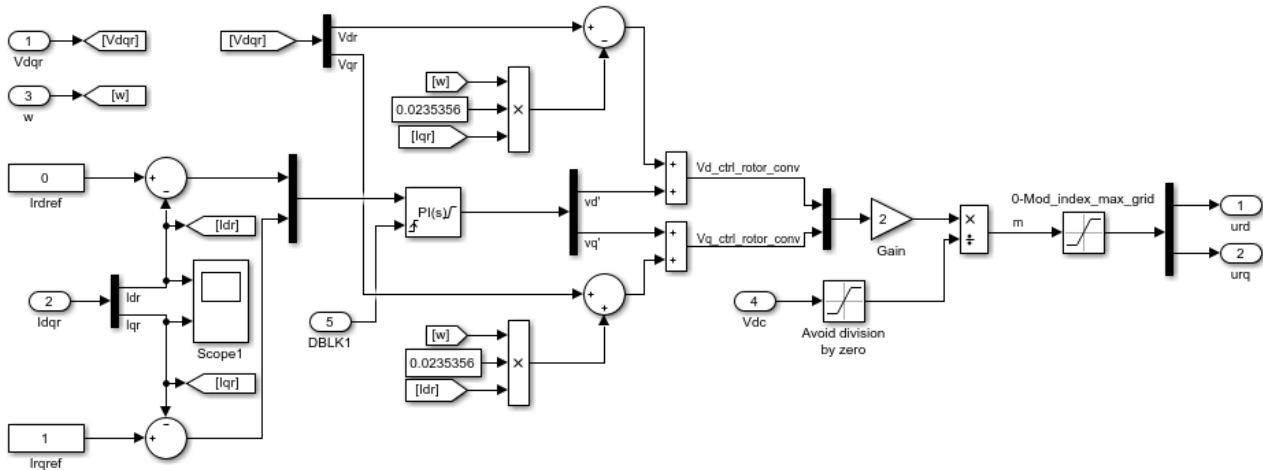 1
Vdqr
[Vdqr]
3
w
[w]
[Vdqr]
Vdr
Vqr
+
−
[w]
0.0235356
[Iqr]
×
0
Irdref
+
−
[Idr]
2
Idqr
Idr
Iqr
Scope1
[Iqr]
1
Irqref
+
−
PI(s)
5
DBLK1
vd'
vq'
+
+
[w]
0.0235356
[Idr]
×
+
+
Vd_ctrl_rotor_conv
+
+
Vq_ctrl_rotor_conv
2
Gain
×
÷
4
Vdc
Avoid division
by zero
m
0-Mod_index_max_grid
1
urd
2
urq